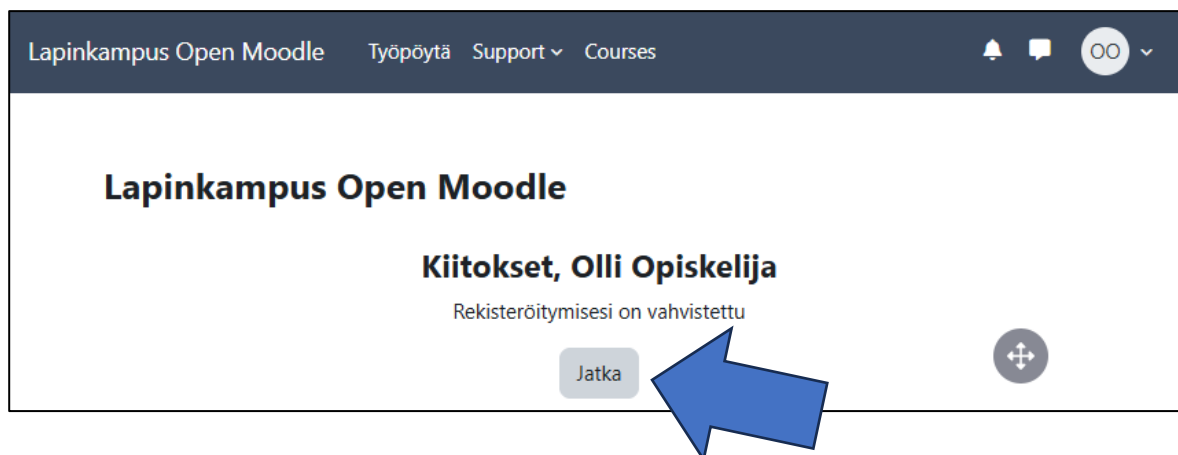 Lapinkampus Open Moodle Työpöytä Support Courses OO
Lapinkampus Open Moodle
Kiitokset, Olli Opiskelija
Rekisteröitymisesi on vahvistettu
Jatka